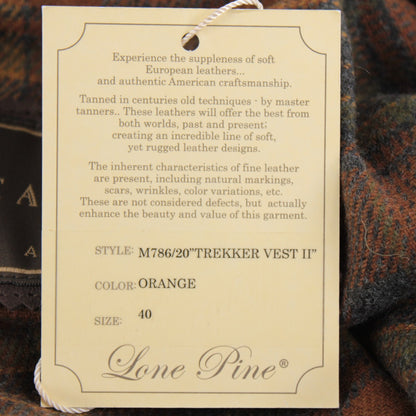 Experience the suppleness of soft
European leathers...
and authentic American craftsmanship.
Tanned in centuries old techniques - by master
tanners.. These leathers will offer the best from
both worlds, past and present;
creating an incredible line of soft,
yet rugged leather designs.
The inherent characteristics of fine leather
are present, including natural markings,
scars, wrinkles, color variations, etc.
These are not considered defects, but actually
enhance the beauty and value of this garment.
STYLE: M786/20"TREKKER VEST II"
COLOR: ORANGE
SIZE: 40
Lone Pine®